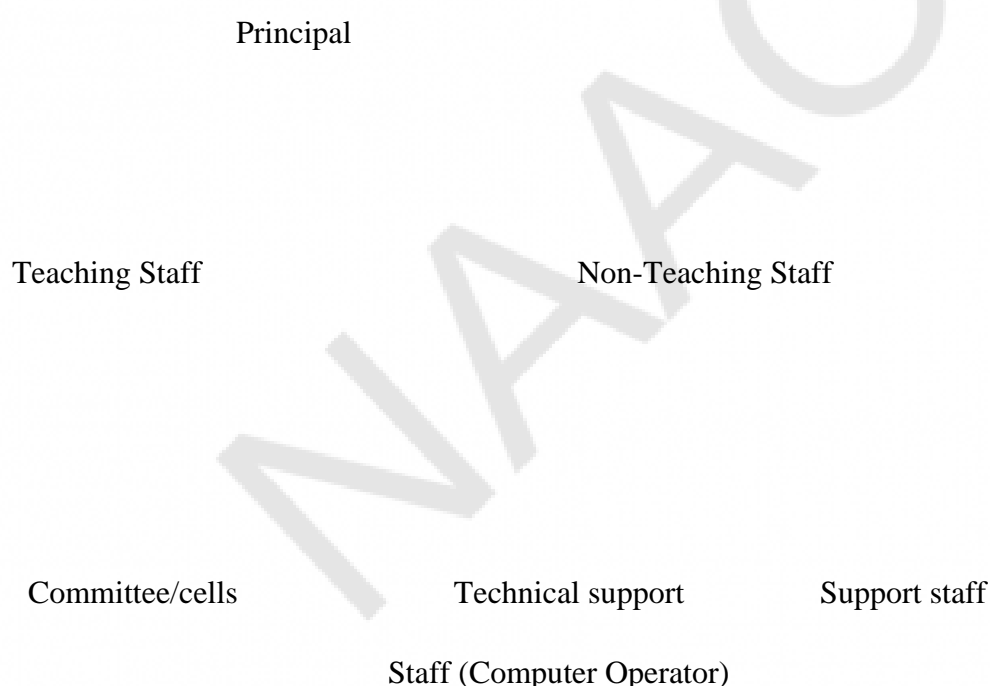 Principal
Teaching Staff Non-Teaching Staff
Committee/cells Technical support Support staff
Staff (Computer Operator)
NAAC